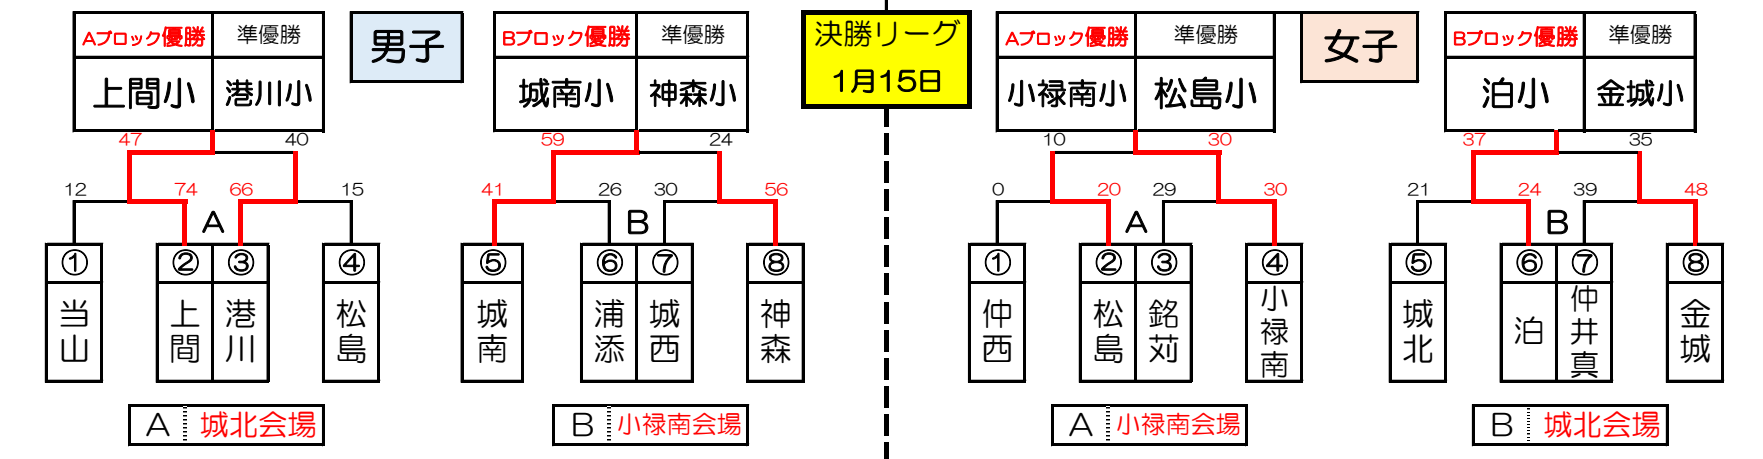 Aブロック優勝 準優勝
上間小 港川小
男子
47 40
12 74 66 15
A
① ② ③ ④
当山 上間 港川 松島
A 城北会場
Bブロック優勝 準優勝
城南小 神森小
59 24
41 26 30 56
B
⑤ ⑥ ⑦ ⑧
城南 浦添 城西 神森
B 小禄南会場
決勝リーグ
1月15日
Aブロック優勝 準優勝
小禄南小 松島小
女子
10 30
0 20 29 30
A
① ② ③ ④
仲西 松島 銘苅 小禄南
A 小禄南会場
Bブロック優勝 準優勝
泊小 金城小
37 35
21 24 39 48
B
⑤ ⑥ ⑦ ⑧
城北 泊 仲井真 金城
B 城北会場